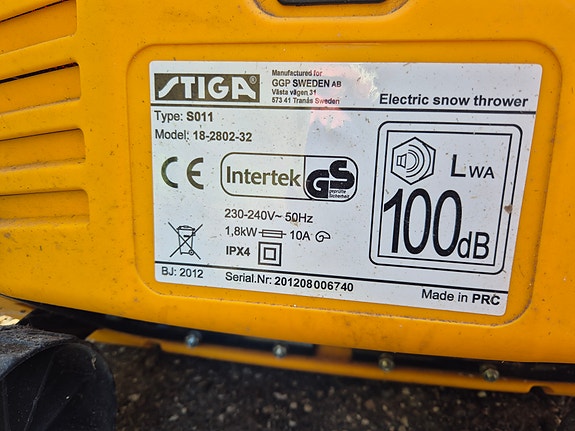 STIGA®
Manufactured for
GGP SWEDEN AB
Västa vägen 31
573 41 Tranås Sweden
Electric snow thrower
Type: S011
Model: 18-2802-32
CE
Intertek
GS
geprüfte
Sicherheit
LWA
100dB
230-240V~ 50Hz
1,8kW 10A
IPX4
BJ: 2012
Serial.Nr: 201208006740
Made in PRC